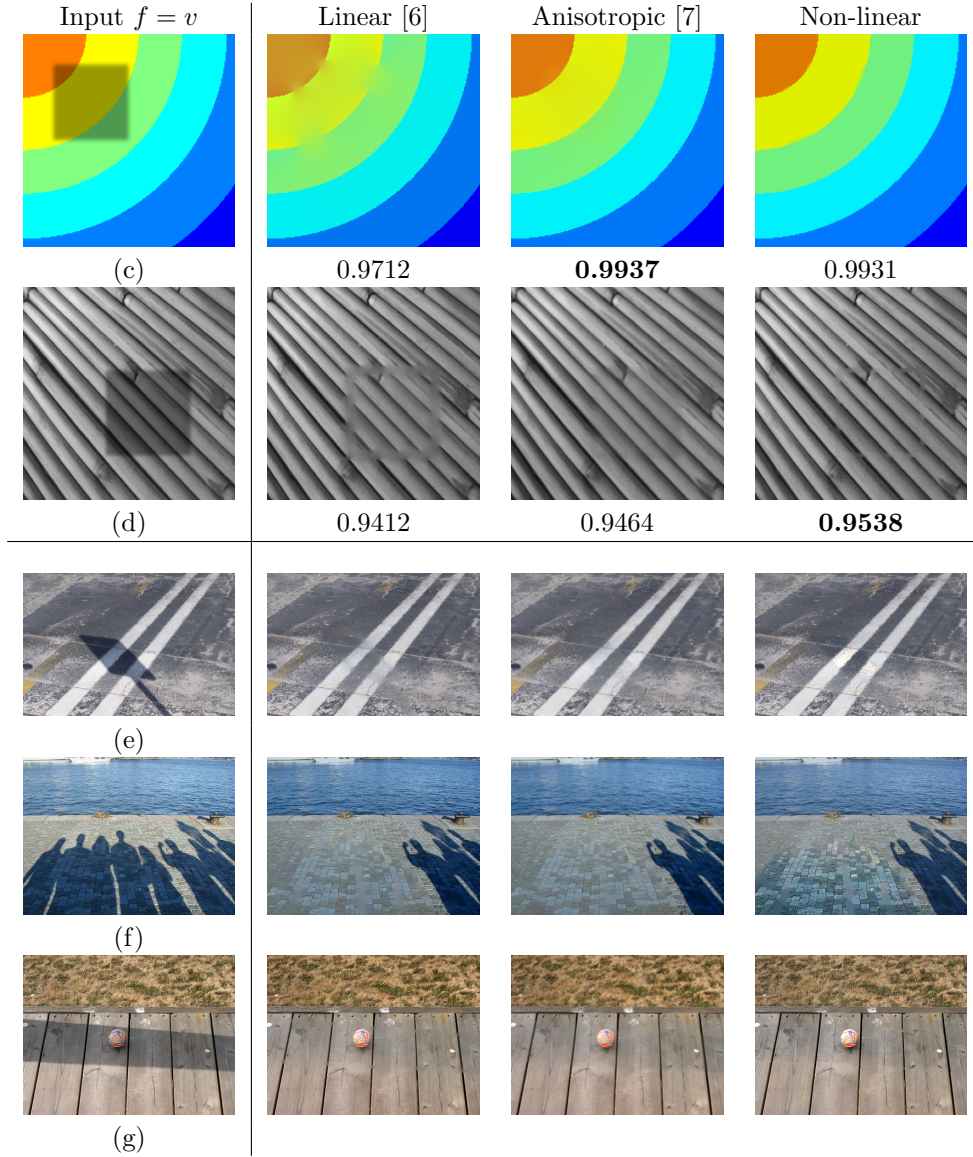 Input f = v Linear [6] Anisotropic [7] Non-linear
(c) 0.9712 0.9937 0.9931
(d) 0.9412 0.9464 0.9538
(e)
(f)
(g)